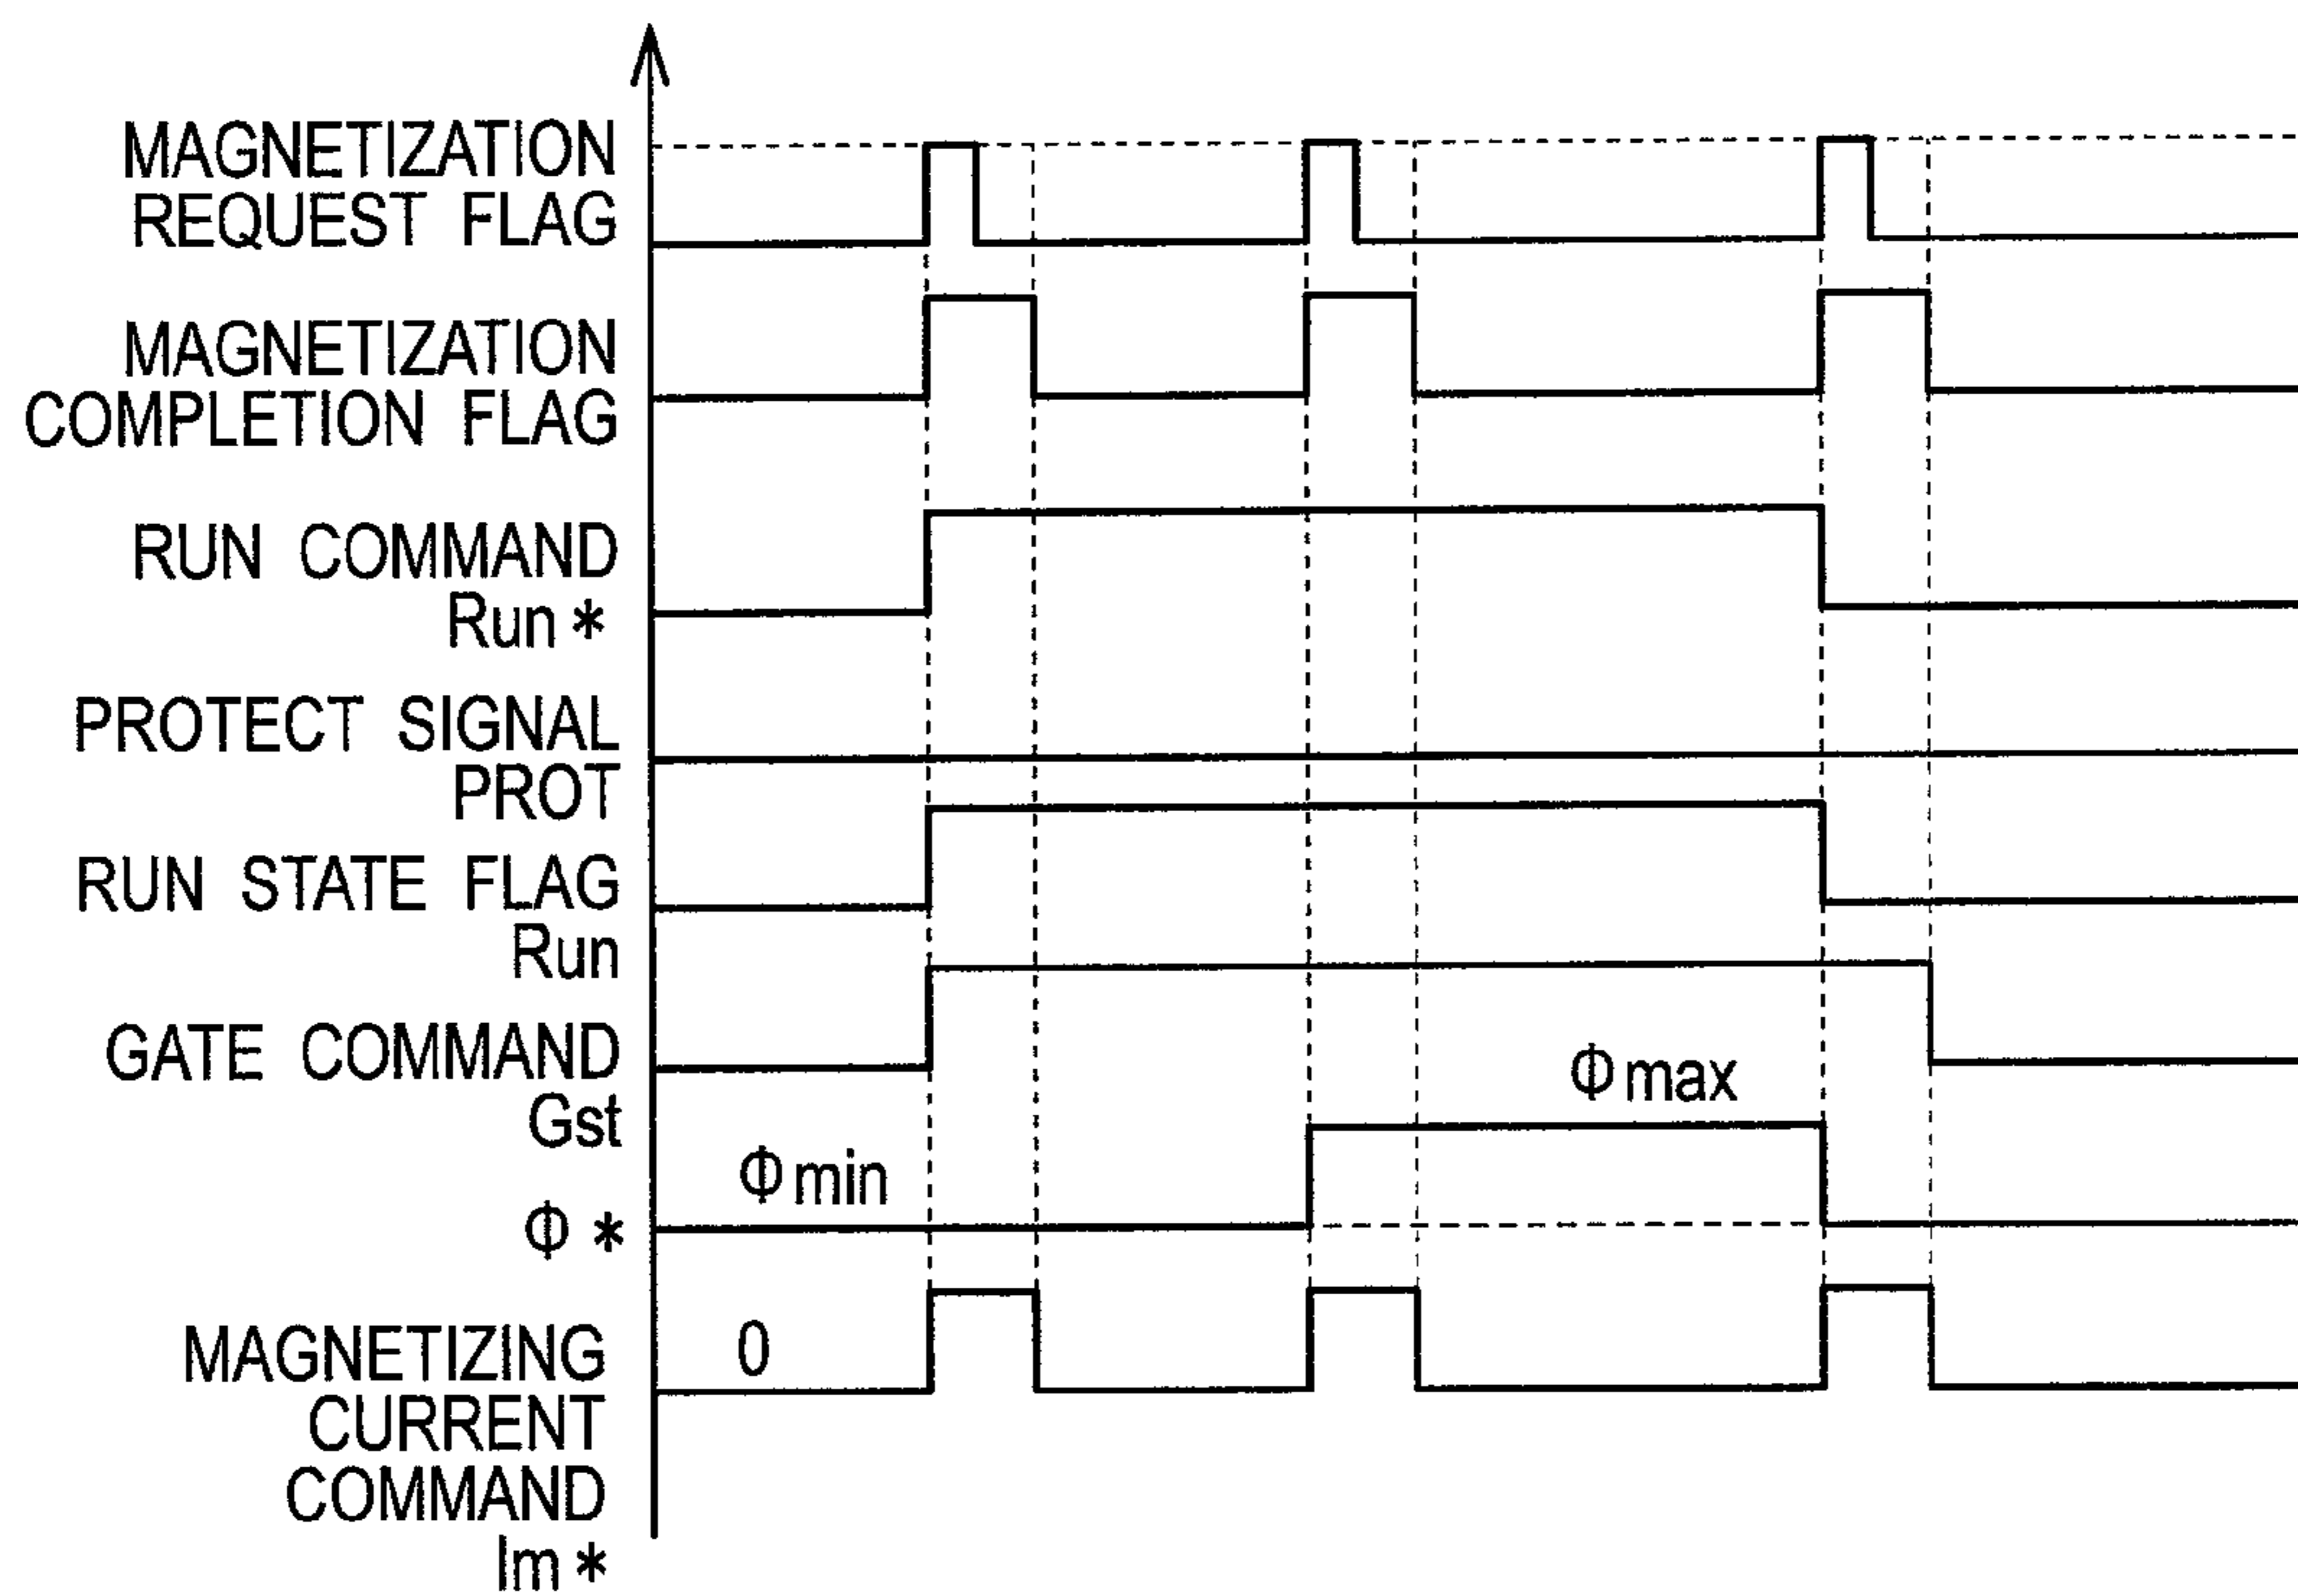 MAGNETIZATION
REQUEST FLAG
MAGNETIZATION
COMPLETION FLAG
RUN COMMAND
Run *
PROTECT SIGNAL
PROT
RUN STATE FLAG
Run
GATE COMMAND
Gst
Φmax
Φmin
Φ *
0
MAGNETIZING
CURRENT
COMMAND
Im *